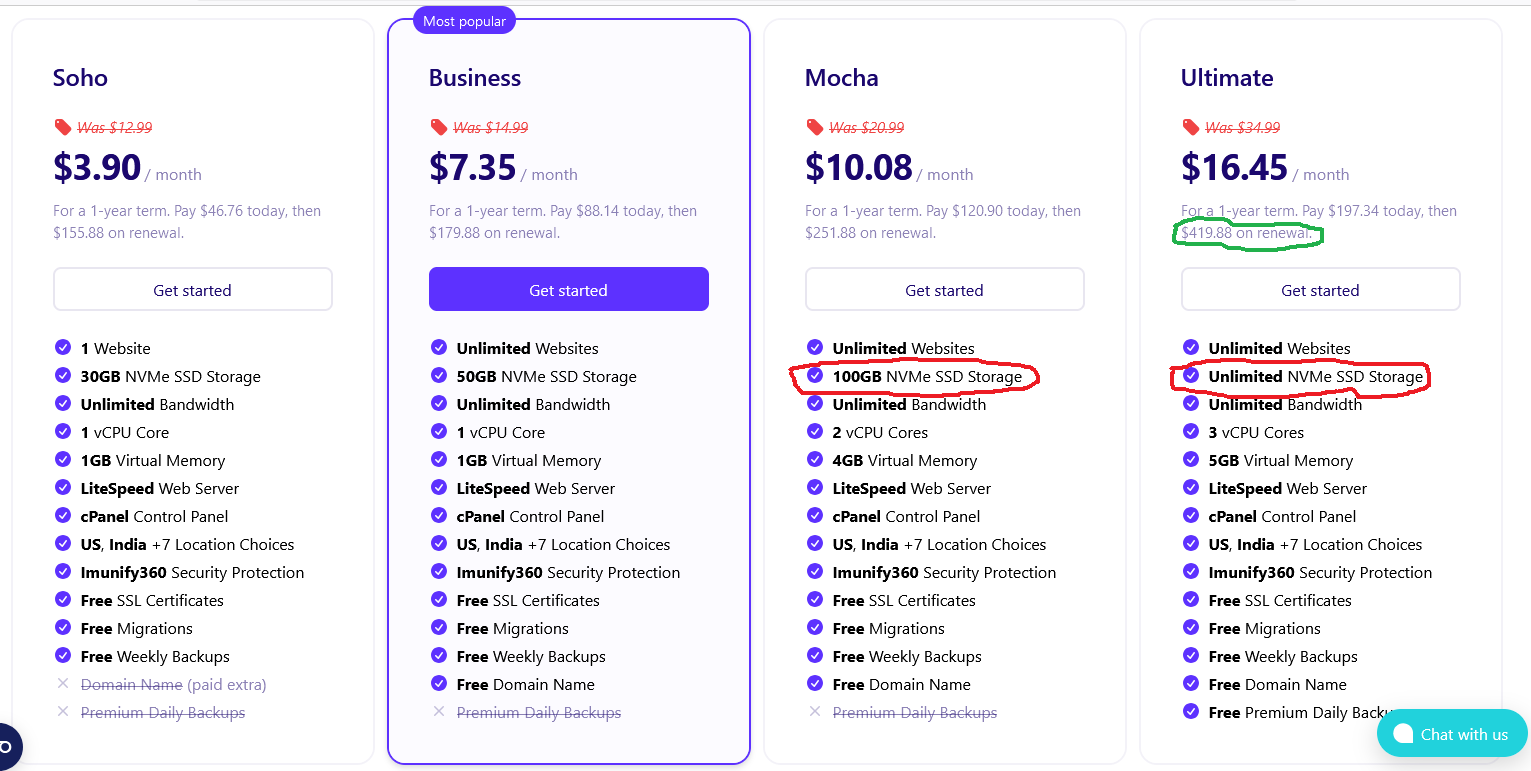 Most popular
Soho
Was $12.99
$3.90 / month
For a 1-year term. Pay $46.76 today, then
$155.88 on renewal.
Get started
1 Website
30GB NVMe SSD Storage
Unlimited Bandwidth
1 vCPU Core
1GB Virtual Memory
LiteSpeed Web Server
cPanel Control Panel
US, India +7 Location Choices
Imunify360 Security Protection
Free SSL Certificates
Free Migrations
Free Weekly Backups
Domain Name (paid extra)
Premium Daily Backups
Business
Was $14.99
$7.35 / month
For a 1-year term. Pay $88.14 today, then
$179.88 on renewal.
Get started
Unlimited Websites
50GB NVMe SSD Storage
Unlimited Bandwidth
1 vCPU Core
1GB Virtual Memory
LiteSpeed Web Server
cPanel Control Panel
US, India +7 Location Choices
Imunify360 Security Protection
Free SSL Certificates
Free Migrations
Free Weekly Backups
Free Domain Name
Premium Daily Backups
Mocha
Was $20.99
$10.08 / month
For a 1-year term. Pay $120.90 today, then
$251.88 on renewal.
Get started
Unlimited Websites
100GB NVMe SSD Storage
Unlimited Bandwidth
2 vCPU Cores
4GB Virtual Memory
LiteSpeed Web Server
cPanel Control Panel
US, India +7 Location Choices
Imunify360 Security Protection
Free SSL Certificates
Free Migrations
Free Weekly Backups
Free Domain Name
Premium Daily Backups
Ultimate
Was $34.99
$16.45 / month
For a 1-year term. Pay $197.34 today, then
$419.88 on renewal.
Get started
Unlimited Websites
Unlimited NVMe SSD Storage
Unlimited Bandwidth
3 vCPU Cores
5GB Virtual Memory
LiteSpeed Web Server
cPanel Control Panel
US, India +7 Location Choices
Imunify360 Security Protection
Free SSL Certificates
Free Migrations
Free Weekly Backups
Free Domain Name
Free Premium Daily
Chat with us